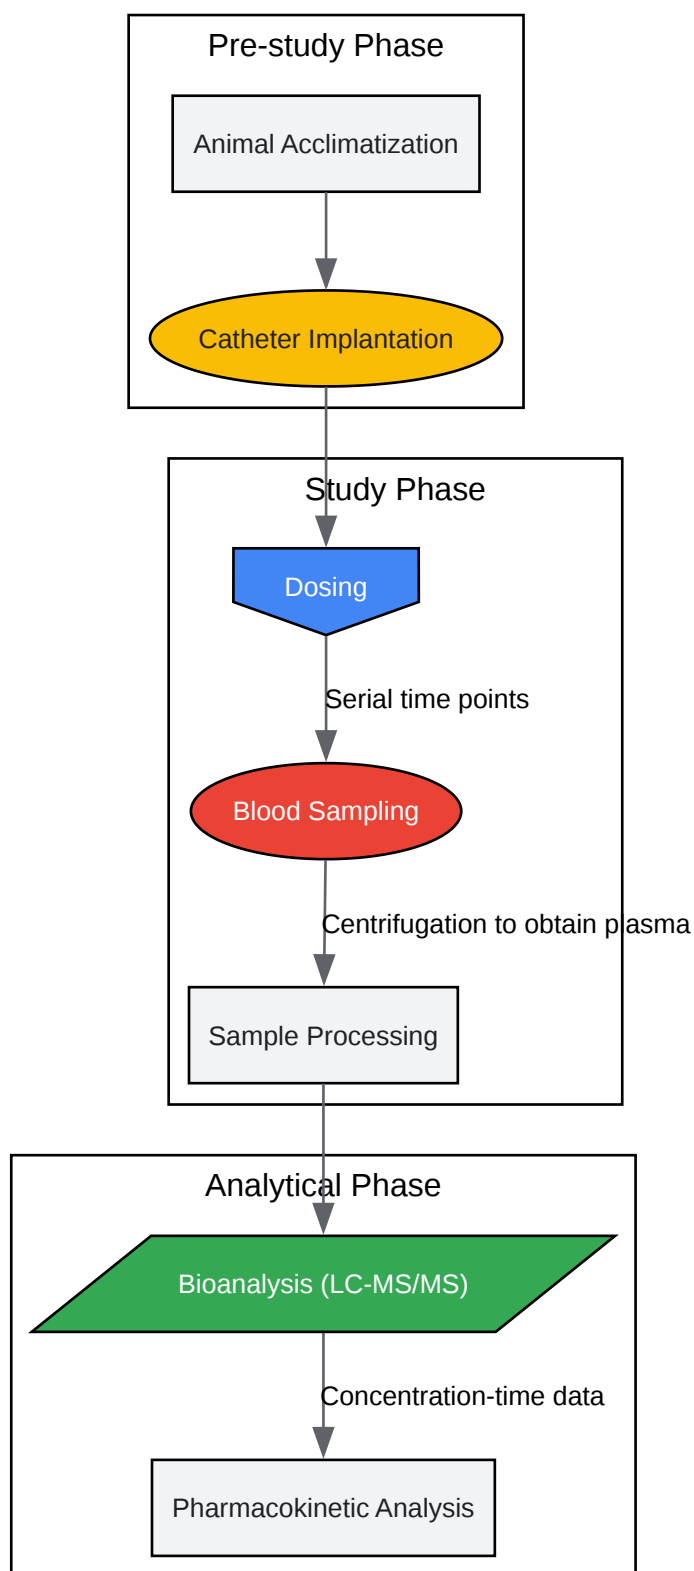 Pre-study Phase
Animal Acclimatization
Catheter Implantation
Study Phase
Dosing
Serial time points
Blood Sampling
Centrifugation to obtain plasma
Sample Processing
Analytical Phase
Bioanalysis (LC-MS/MS)
Concentration-time data
Pharmacokinetic Analysis